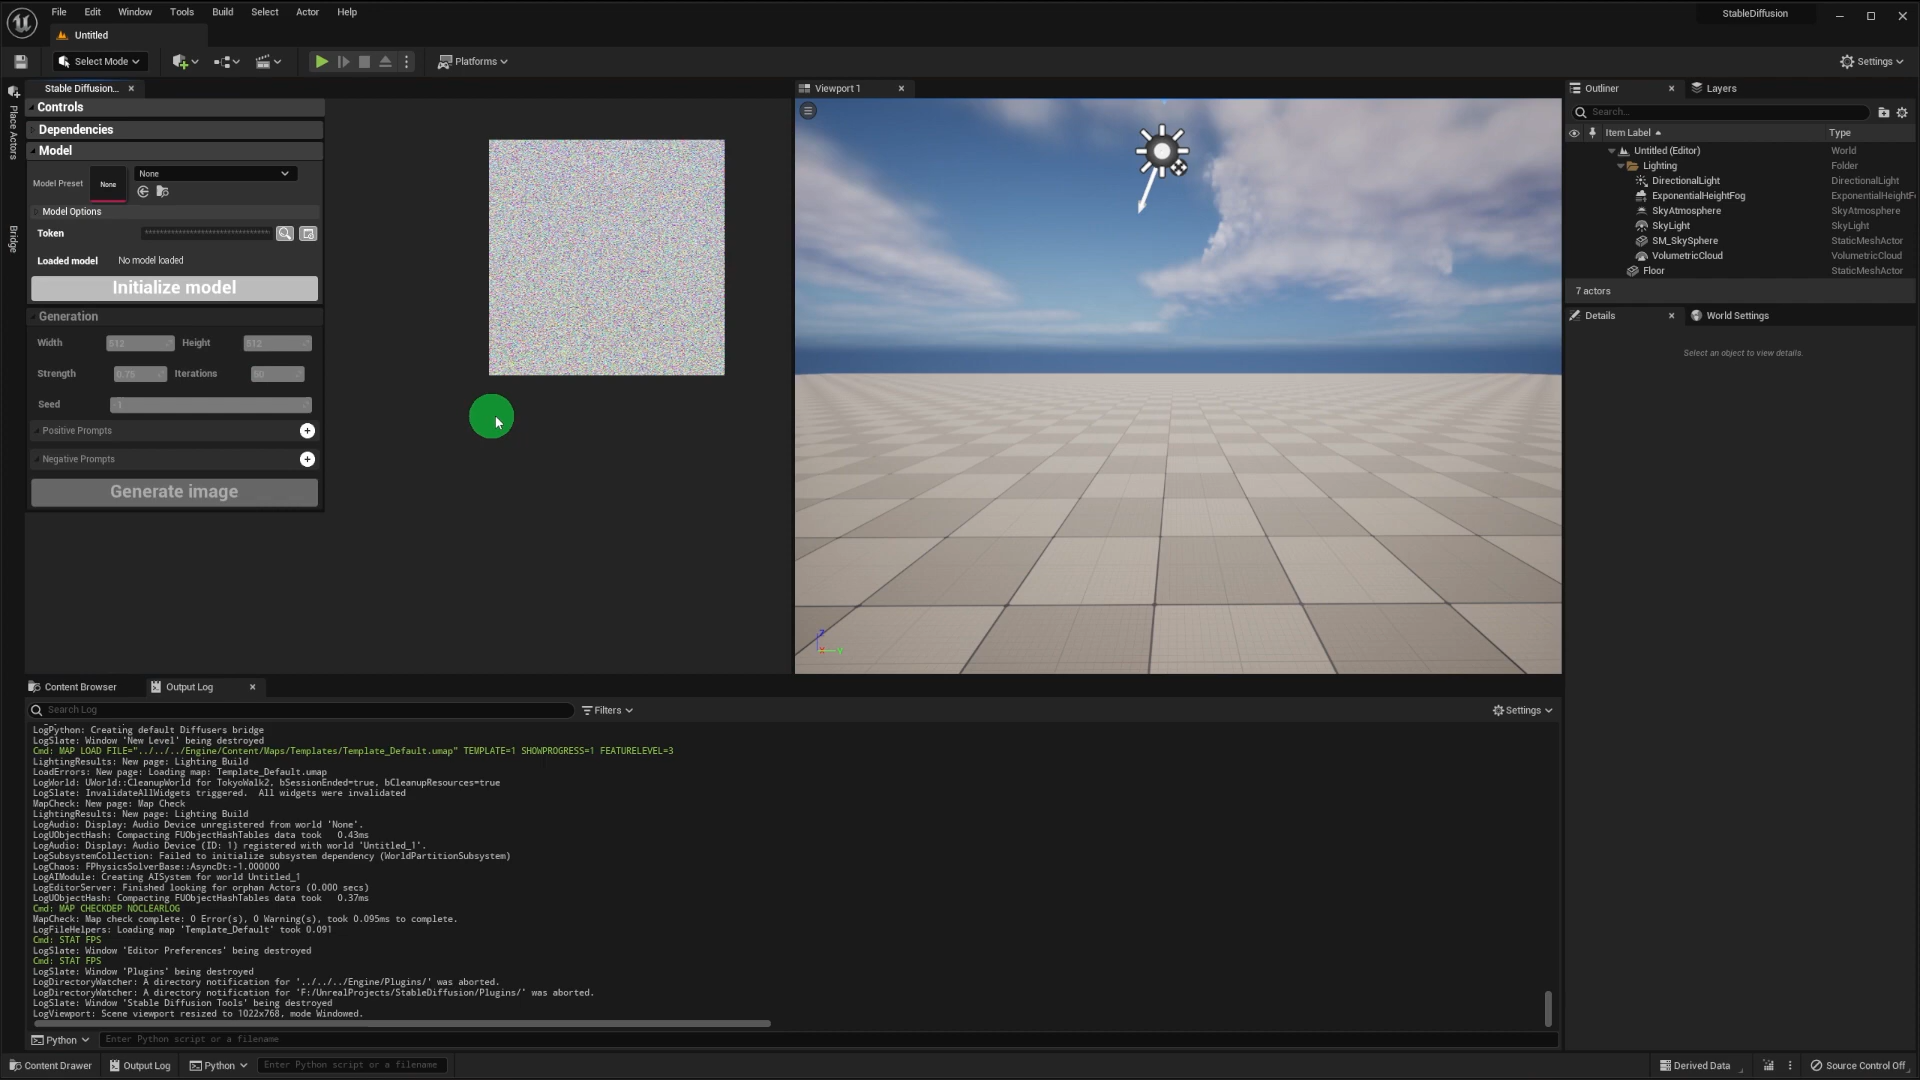 File Edit Window Tools Build Select Actor Help
StableDiffusion
Untitled
Select Mode
Platforms
Settings
Place Actors
Bridge
Stable Diffusion...
Controls
Dependencies
Model
Model Preset
None
None
Model Options
Token
************************************
Loaded model No model loaded
Initialize model
Generation
Width 512 Height 512
Strength 0.75 Iterations 50
Seed -1
Positive Prompts
Negative Prompts
Generate image
Viewport 1
Z
X
Y
Outliner
Layers
Search...
Item Label Type
Untitled (Editor) World
Lighting Folder
DirectionalLight DirectionalLight
ExponentialHeightFog ExponentialHeightF
SkyAtmosphere SkyAtmosphere
SkyLight SkyLight
SM_SkySphere StaticMeshActor
VolumetricCloud VolumetricCloud
Floor StaticMeshActor
7 actors
Details
World Settings
Select an object to view details.
Content Browser
Output Log
Search Log
Filters
Settings
LogPython: Creating default Diffusers bridge
LogSlate: Window 'New Level' being destroyed
Cmd: MAP LOAD FILE="../../../Engine/Content/Maps/Templates/Template_Default.umap" TEMPLATE=1 SHOWPROGRESS=1 FEATURELEVEL=3
LightingResults: New page: Lighting Build
LoadErrors: New page: Loading map: Template_Default.umap
LogWorld: UWorld::CleanupWorld for TokyoWalk2, bSessionEnded=true, bCleanupResources=true
LogSlate: InvalidateAllWidgets triggered.  All widgets were invalidated
MapCheck: New page: Map Check
LightingResults: New page: Lighting Build
LogAudio: Display: Audio Device unregistered from world 'None'.
LogUObjectHash: Compacting FUObjectHashTables data took   0.43ms
LogAudio: Display: Audio Device (ID: 1) registered with world 'Untitled_1'.
LogSubsystemCollection: Failed to initialize subsystem dependency (WorldPartitionSubsystem)
LogChaos: FPhysicsSolverBase::AsyncDt:-1.000000
LogAIModule: Creating AISystem for world Untitled_1
LogEditorServer: Finished looking for orphan Actors (0.000 secs)
LogUObjectHash: Compacting FUObjectHashTables data took   0.37ms
Cmd: MAP CHECKDEP NOCLEARLOG
MapCheck: Map check complete: 0 Error(s), 0 Warning(s), took 0.095ms to complete.
LogFileHelpers: Loading map 'Template_Default' took 0.091
Cmd: STAT FPS
LogSlate: Window 'Editor Preferences' being destroyed
Cmd: STAT FPS
LogSlate: Window 'Plugins' being destroyed
LogDirectoryWatcher: A directory notification for '../../../Engine/Plugins/' was aborted.
LogDirectoryWatcher: A directory notification for 'F:/UnrealProjects/StableDiffusion/Plugins/' was aborted.
LogSlate: Window 'Stable Diffusion Tools' being destroyed
LogViewport: Scene viewport resized to 1022x768, mode Windowed.
Python Enter Python script or a filename
Content Drawer
Output Log
Python
Enter Python script or a filename
Derived Data
Source Control Off